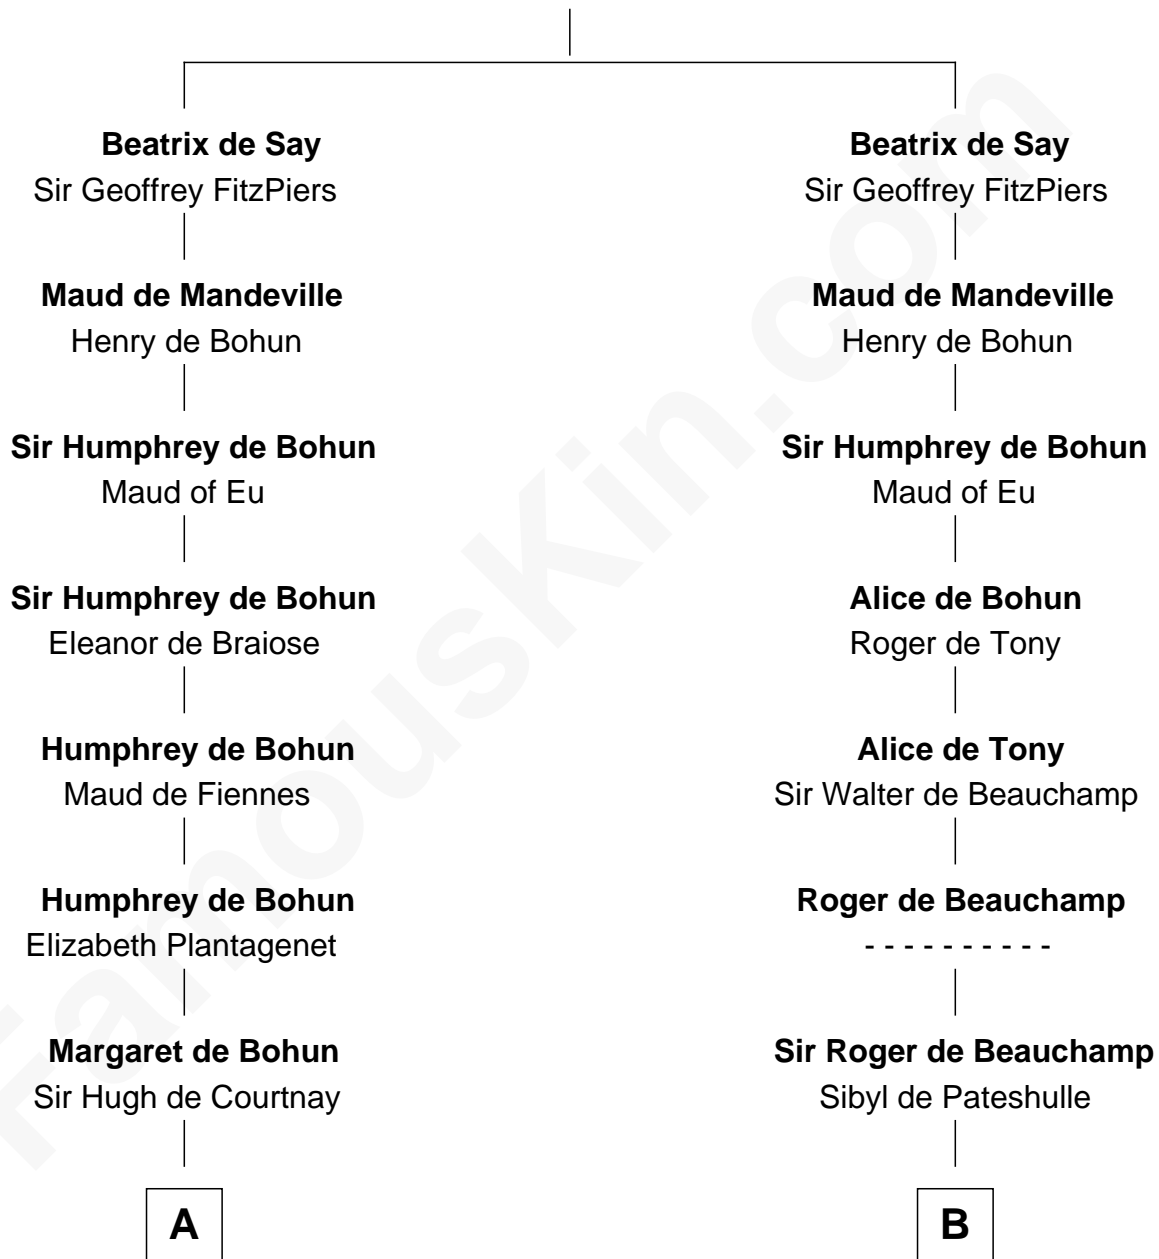 Beatrix de Say
Sir Geoffrey FitzPiers
Maud de Mandeville
Henry de Bohun
Sir Humphrey de Bohun
Maud of Eu
Sir Humphrey de Bohun
Eleanor de Braiose
Humphrey de Bohun
Maud de Fiennes
Humphrey de Bohun
Elizabeth Plantagenet
Margaret de Bohun
Sir Hugh de Courtnay
A
Beatrix de Say
Sir Geoffrey FitzPiers
Maud de Mandeville
Henry de Bohun
Sir Humphrey de Bohun
Maud of Eu
Alice de Bohun
Roger de Tony
Alice de Tony
Sir Walter de Beauchamp
Roger de Beauchamp
- - - - - - - - - -
Sir Roger de Beauchamp
Sibyl de Pateshulle
B
FamousKin.com